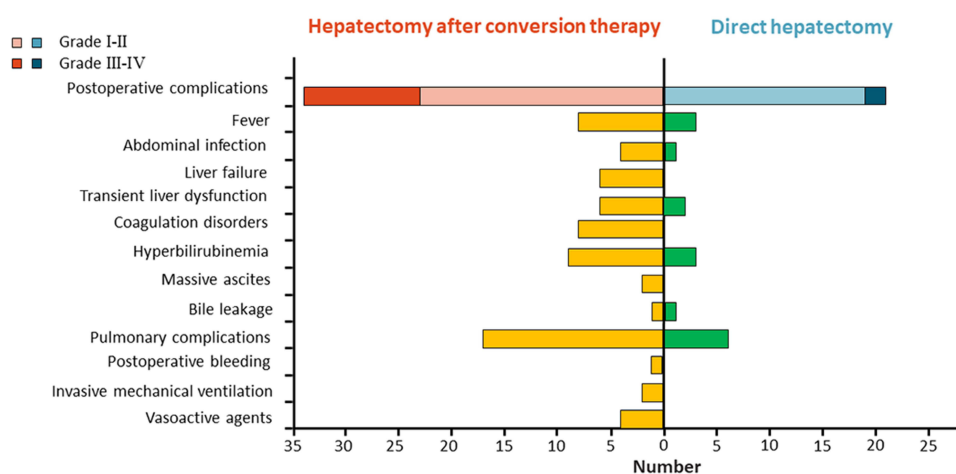 Hepatectomy after conversion therapy
Direct hepatectomy
Grade I-II
Grade III-IV
Postoperative complications
Fever
Abdominal infection
Liver failure
Transient liver dysfunction
Coagulation disorders
Hyperbilirubinemia
Massive ascites
Bile leakage
Pulmonary complications
Postoperative bleeding
Invasive mechanical ventilation
Vasoactive agents
35 30 25 20 15 10 5 0 5 10 15 20 25
Number